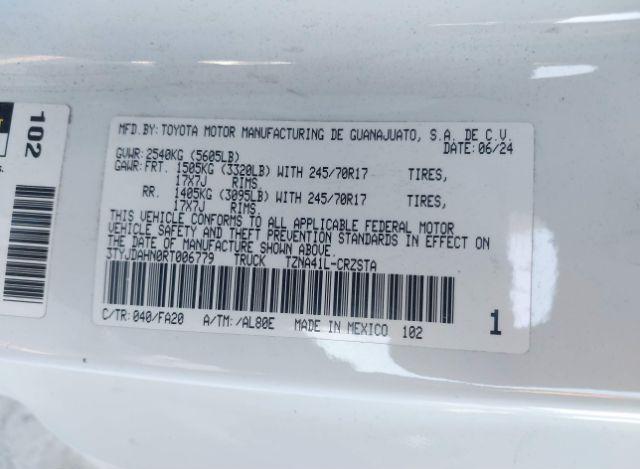 MFD.BY: TOYOTA MOTOR MANUFACTURING DE GUANAJUATO, S.A. DE C.V.
DATE: 06/24
GVWR: 2540KG (5605LB)
GAWR: FRT. 1505KG (3320LB) WITH 245/70R17 TIRES,
17X7J RIMS,
RR. 1405KG (3095LB) WITH 245/70R17 TIRES,
17X7J RIMS,
THIS VEHICLE CONFORMS TO ALL APPLICABLE FEDERAL MOTOR
VEHICLE SAFETY AND THEFT PREVENTION STANDARDS IN EFFECT ON
THE DATE OF MANUFACTURE SHOWN ABOVE.
3TYJDAHN0RT006779 TRUCK TZNA41L-CRZSTA
C/TR: 040/FA20 A/TM: /AL80E MADE IN MEXICO 102
1
102